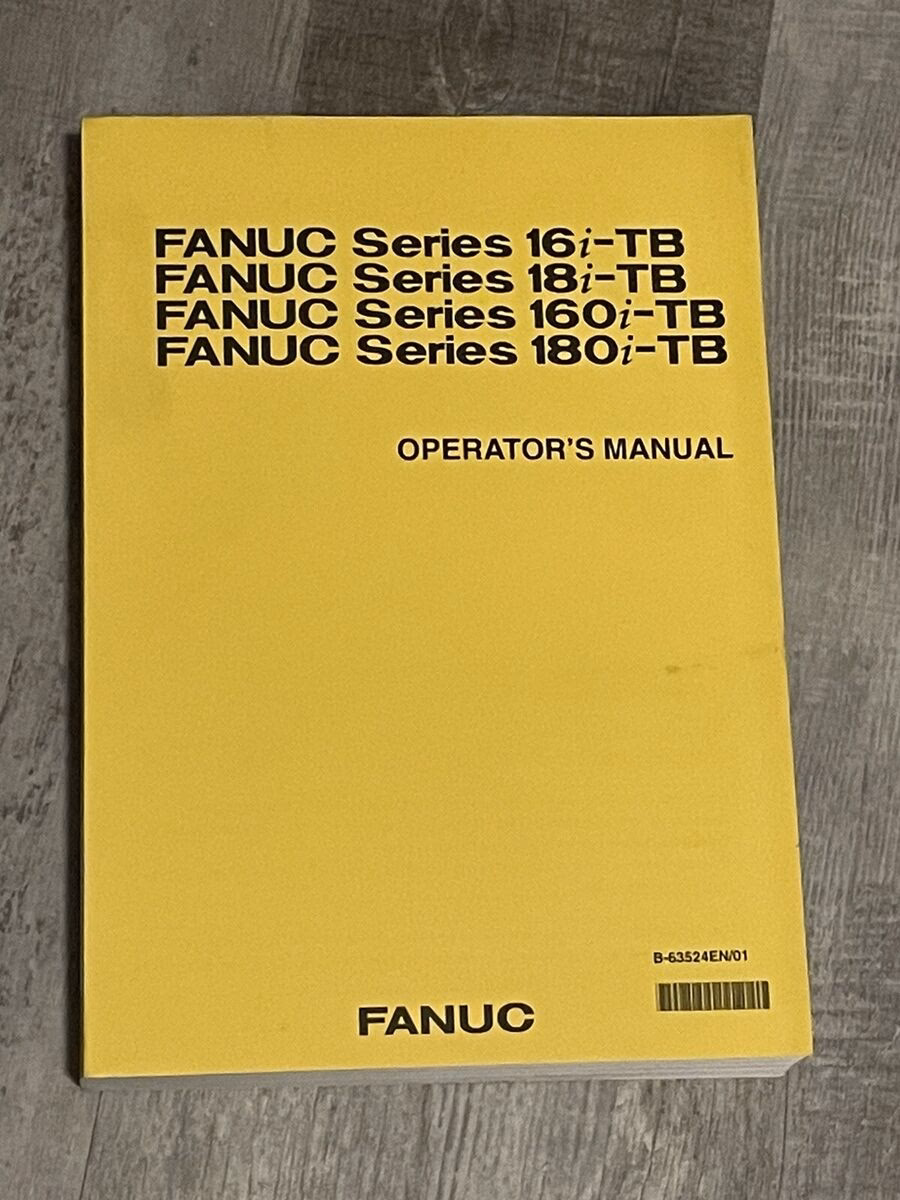 FANUC Series 16i-TB
FANUC Series 18i-TB
FANUC Series 160i-TB
FANUC Series 180i-TB
OPERATOR'S MANUAL
B-63524EN/01
FANUC